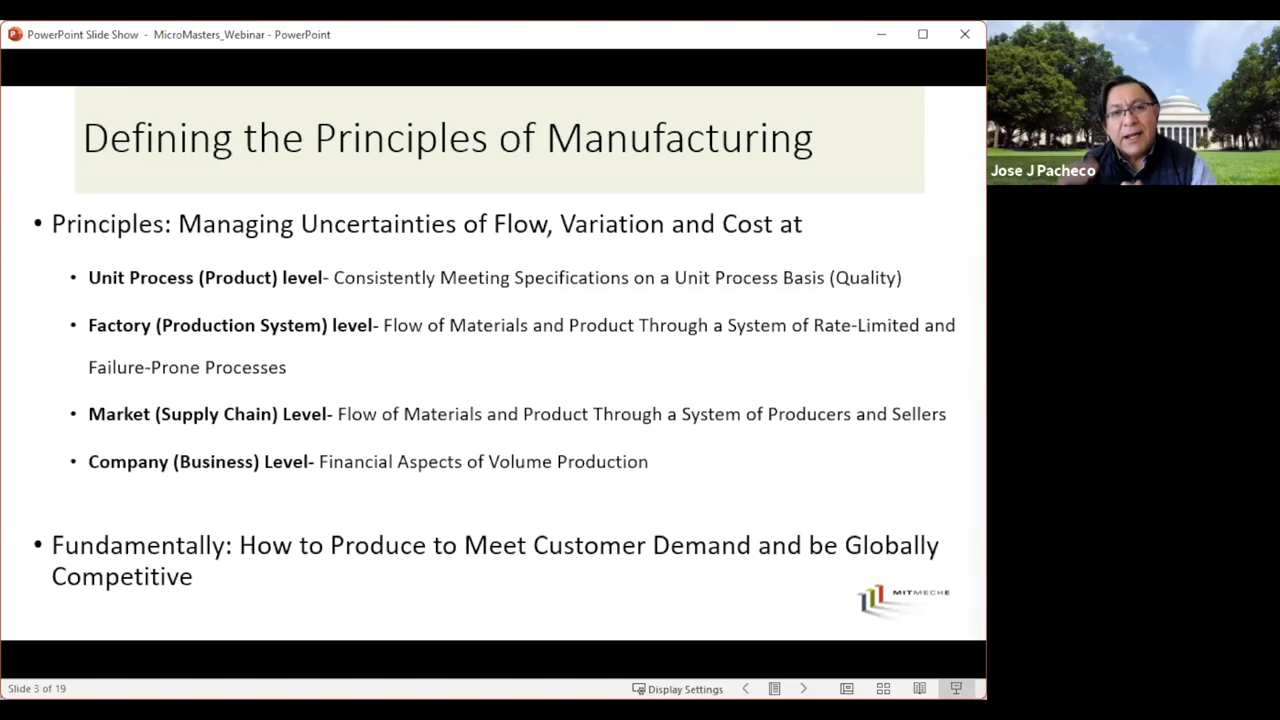 PowerPoint Slide Show - MicroMasters_Webinar - PowerPoint
Defining the Principles of Manufacturing
• Principles: Managing Uncertainties of Flow, Variation and Cost at
• Unit Process (Product) level- Consistently Meeting Specifications on a Unit Process Basis (Quality)
• Factory (Production System) level- Flow of Materials and Product Through a System of Rate-Limited and
Failure-Prone Processes
• Market (Supply Chain) Level- Flow of Materials and Product Through a System of Producers and Sellers
• Company (Business) Level- Financial Aspects of Volume Production
• Fundamentally: How to Produce to Meet Customer Demand and be Globally
Competitive
MITMECHE
Slide 3 of 19
Display Settings
Jose J Pacheco